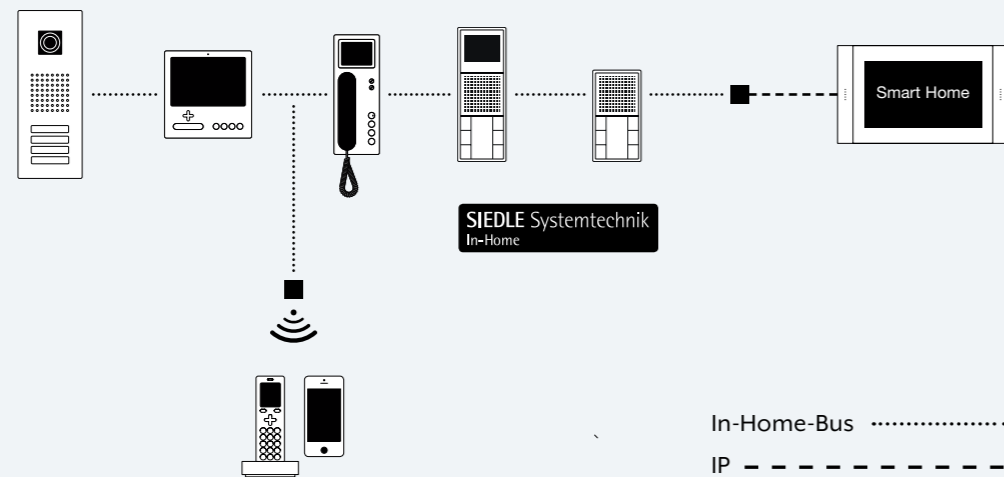 Smart Home
SIEDLE Systemtechnik
In-Home
In-Home-Bus
IP